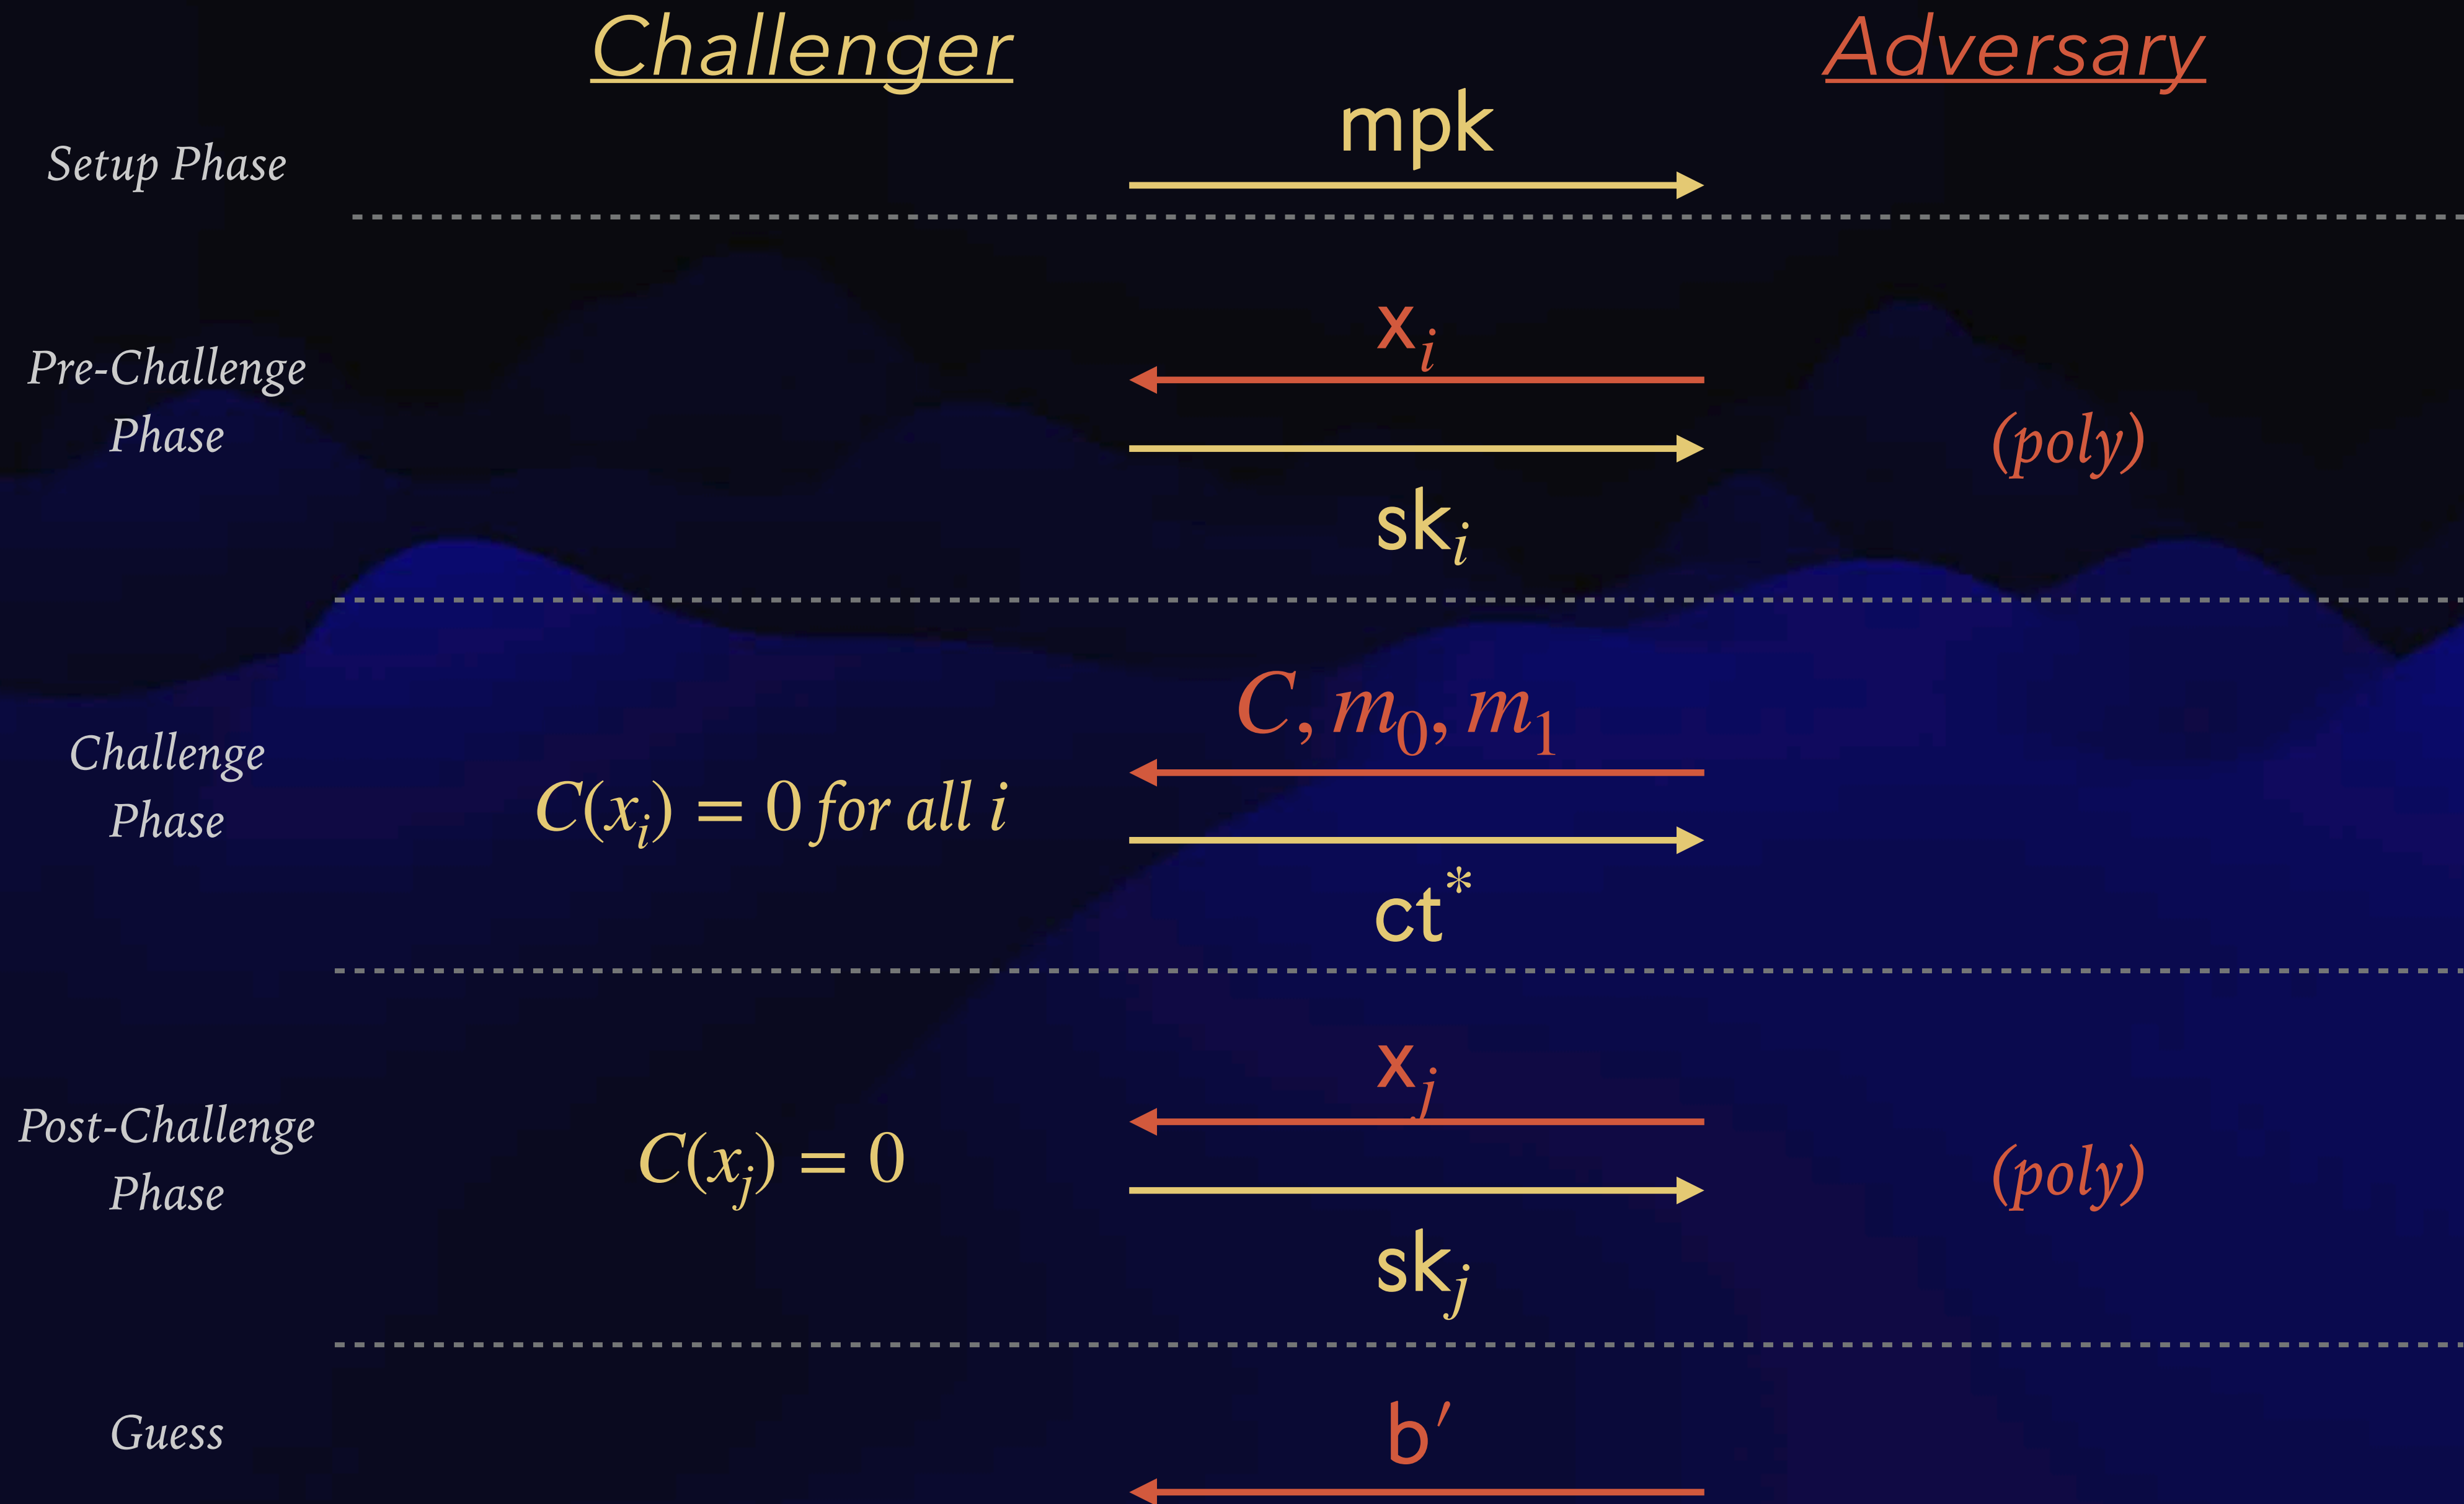 Challenger
Adversary
Setup Phase
mpk
Pre-Challenge
Phase
x_i
sk_i
(poly)
Challenge
Phase
C(x_i) = 0 for all i
C, m_0, m_1
ct*
Post-Challenge
Phase
C(x_j) = 0
x_j
sk_j
(poly)
Guess
b′